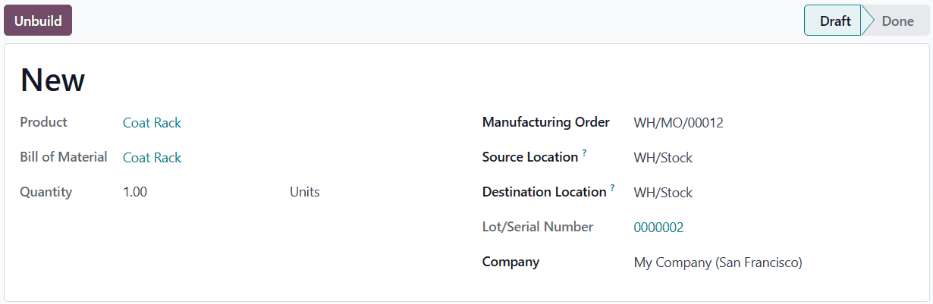 Unbuild
Draft
Done
New
Product Coat Rack
Bill of Material Coat Rack
Quantity 1.00 Units
Manufacturing Order WH/MO/00012
Source Location ? WH/Stock
Destination Location ? WH/Stock
Lot/Serial Number 0000002
Company My Company (San Francisco)